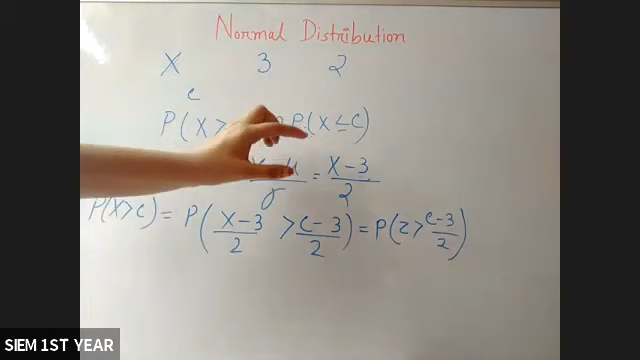 Normal Distribution
X 3 2
c
P(X> P(X≤C)
= X-3/2
P(X>C) = P(X-3/2 > C-3/2) = P(Z> C-3/2)
SIEM 1ST YEAR